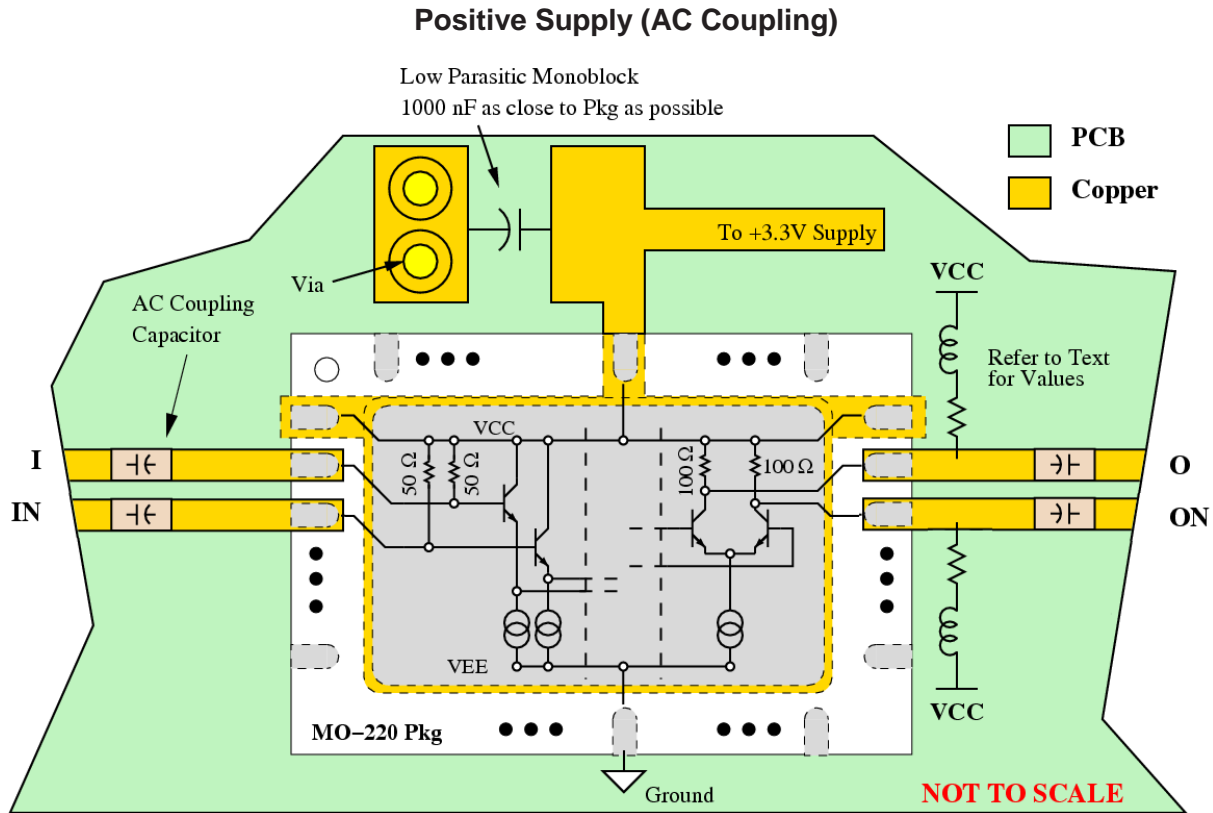 Positive Supply (AC Coupling)
Low Parasitic Monoblock
1000 nF as close to Pkg as possible
PCB
Copper
To +3.3V Supply
Via
VCC
AC Coupling
Capacitor
Refer to Text
for Values
VCC
I
50 Ω
50 Ω
100 Ω
100 Ω
O
IN
ON
VEE
VCC
MO−220 Pkg
Ground
NOT TO SCALE